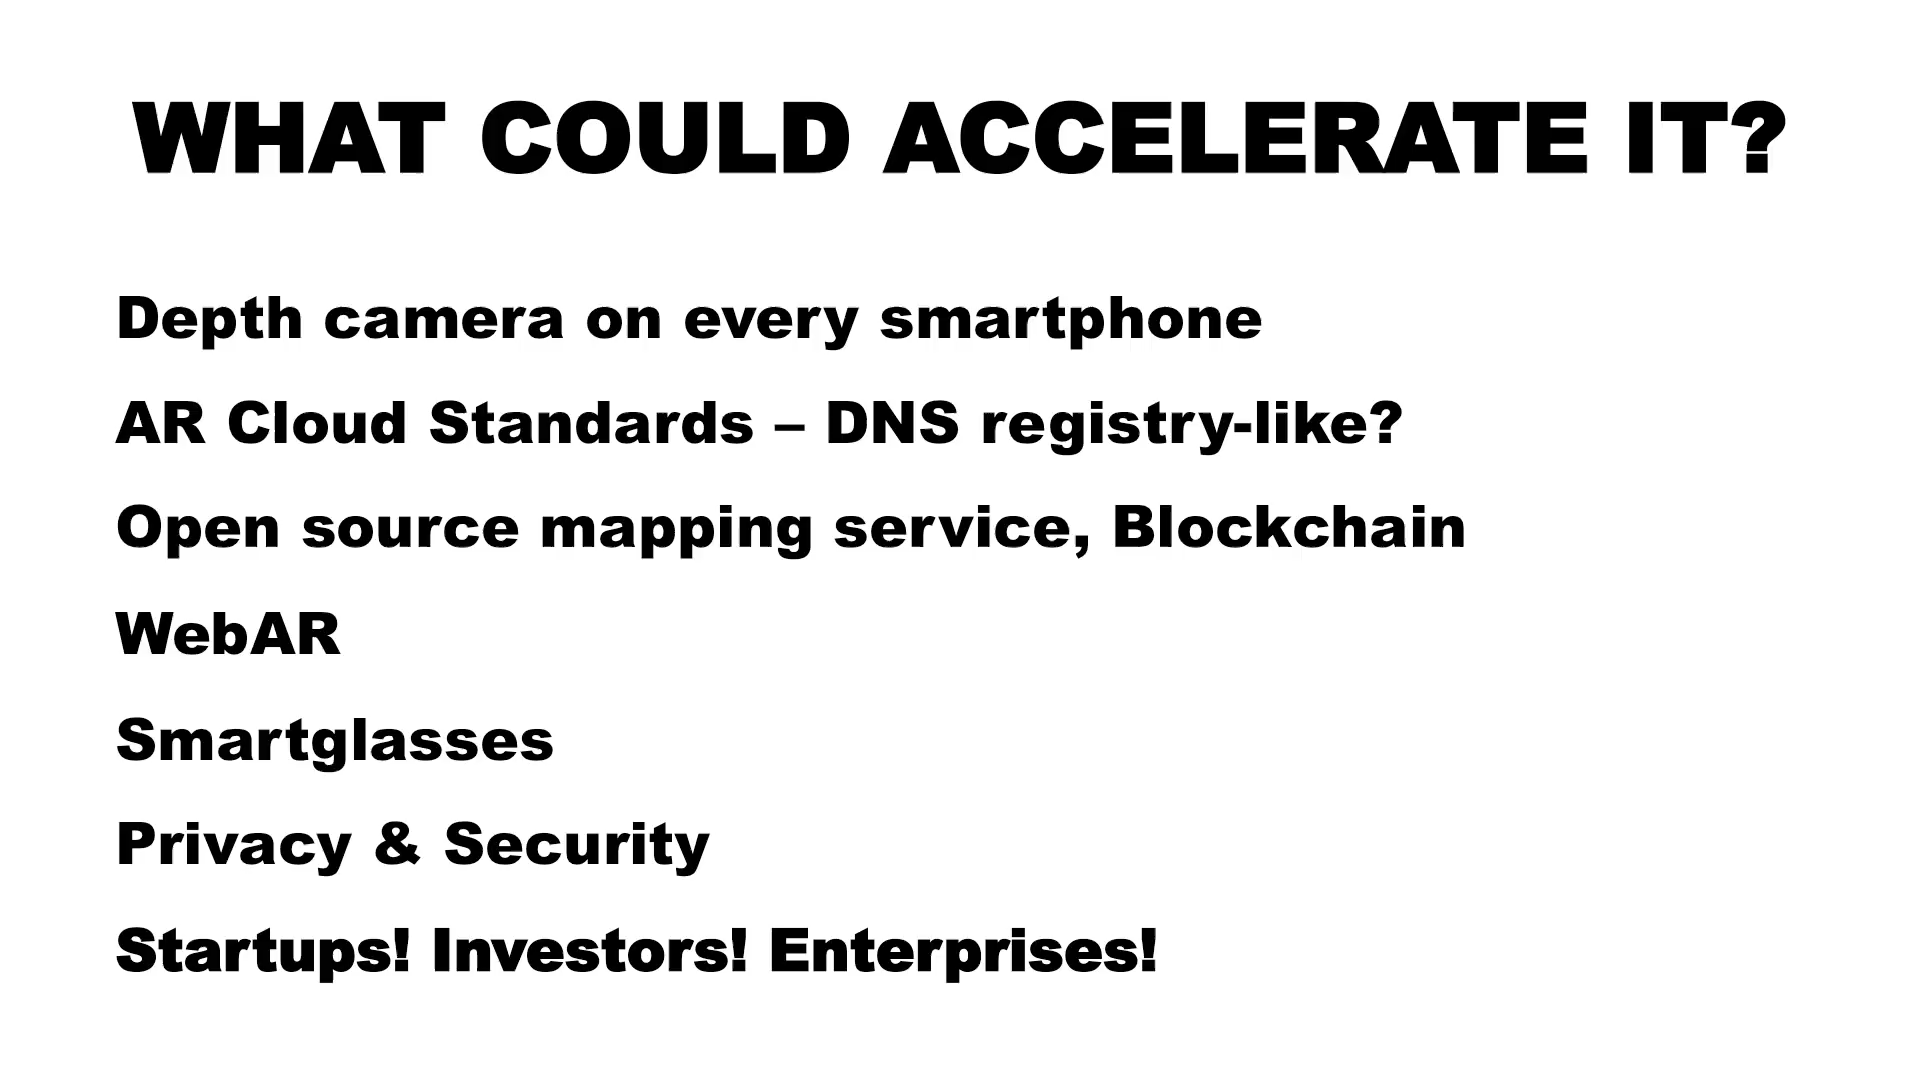 WHAT COULD ACCELERATE IT?
Depth camera on every smartphone
AR Cloud Standards – DNS registry-like?
Open source mapping service, Blockchain
WebAR
Smartglasses
Privacy & Security
Startups! Investors! Enterprises!